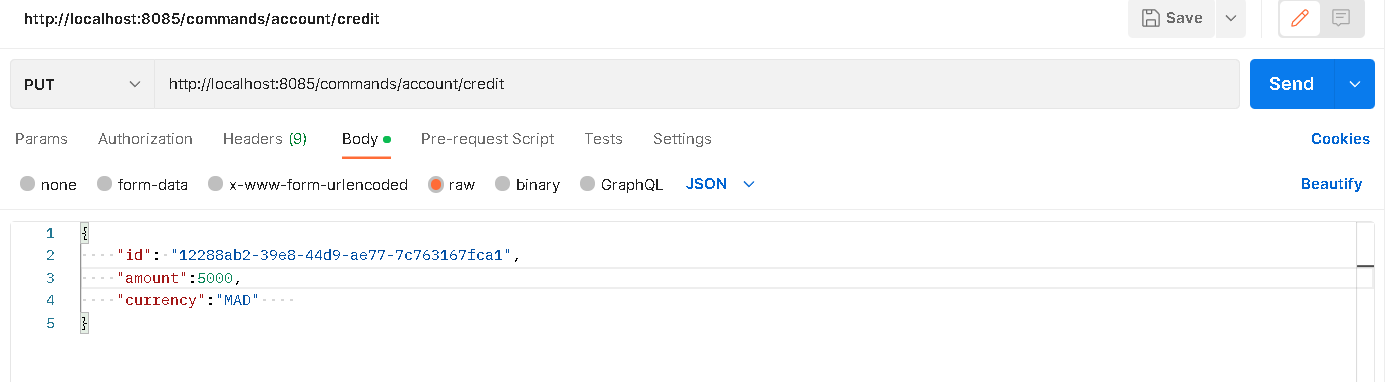 http://localhost:8085/commands/account/credit Save
PUT http://localhost:8085/commands/account/credit Send
Params Authorization Headers (9) Body Pre-request Script Tests Settings Cookies
none form-data x-www-form-urlencoded raw binary GraphQL JSON Beautify
1 {
2 "id": "12288ab2-39e8-44d9-ae77-7c763167fca1",
3 "amount":5000,
4 "currency":"MAD"
5 }